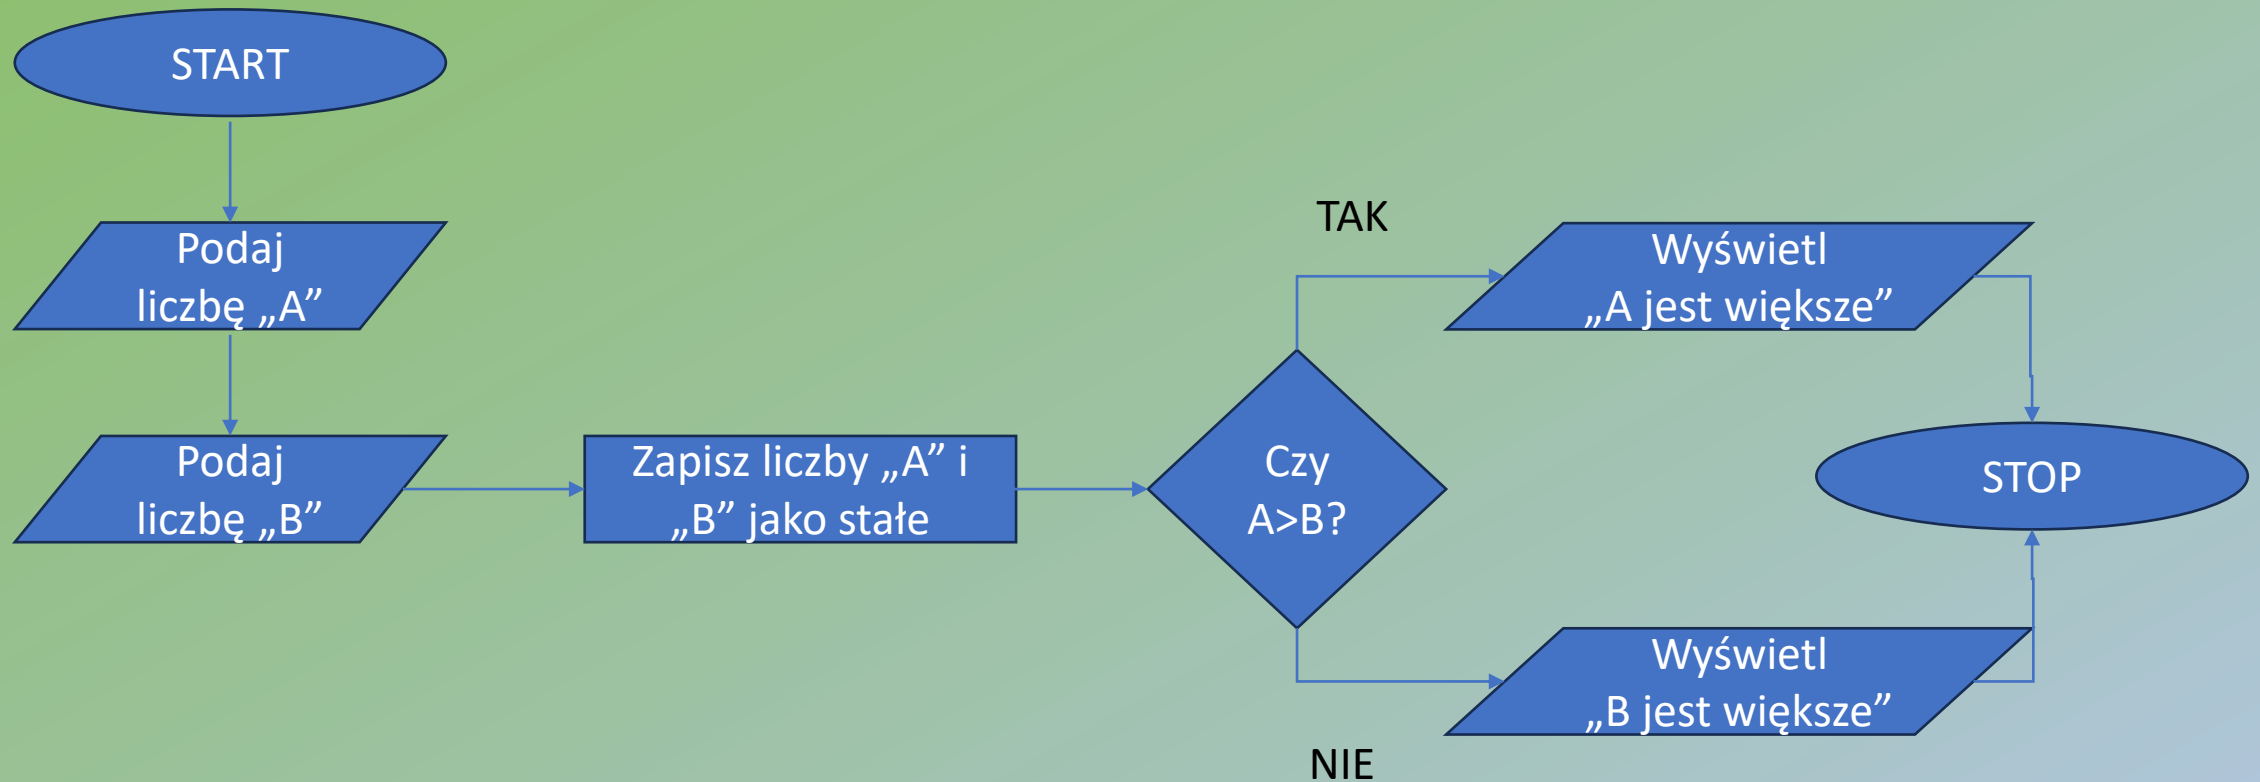 START
Podaj
liczbę „A”
Podaj
liczbę „B”
Zapisz liczby „A” i
„B” jako stałe
Czy
A>B?
TAK
Wyświetl
„A jest większe”
NIE
Wyświetl
„B jest większe”
STOP